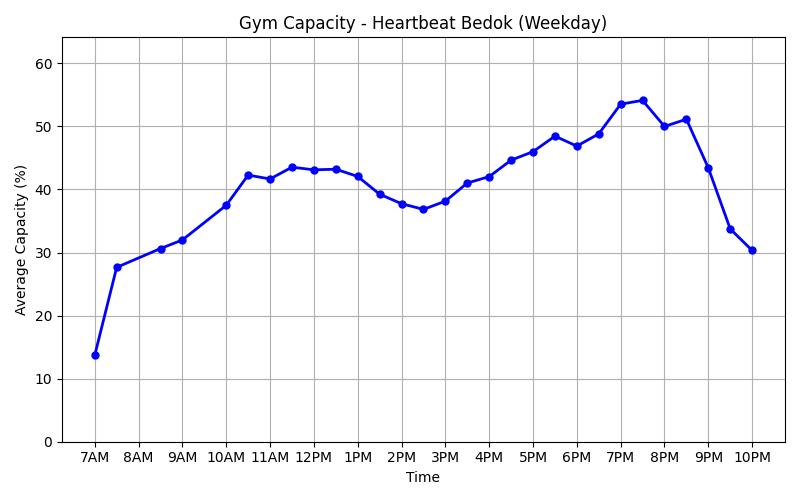 Gym Capacity - Heartbeat Bedok (Weekday)
Average Capacity (%)
60
50
40
30
20
10
0
7AM 8AM 9AM 10AM 11AM 12PM 1PM 2PM 3PM 4PM 5PM 6PM 7PM 8PM 9PM 10PM
Time